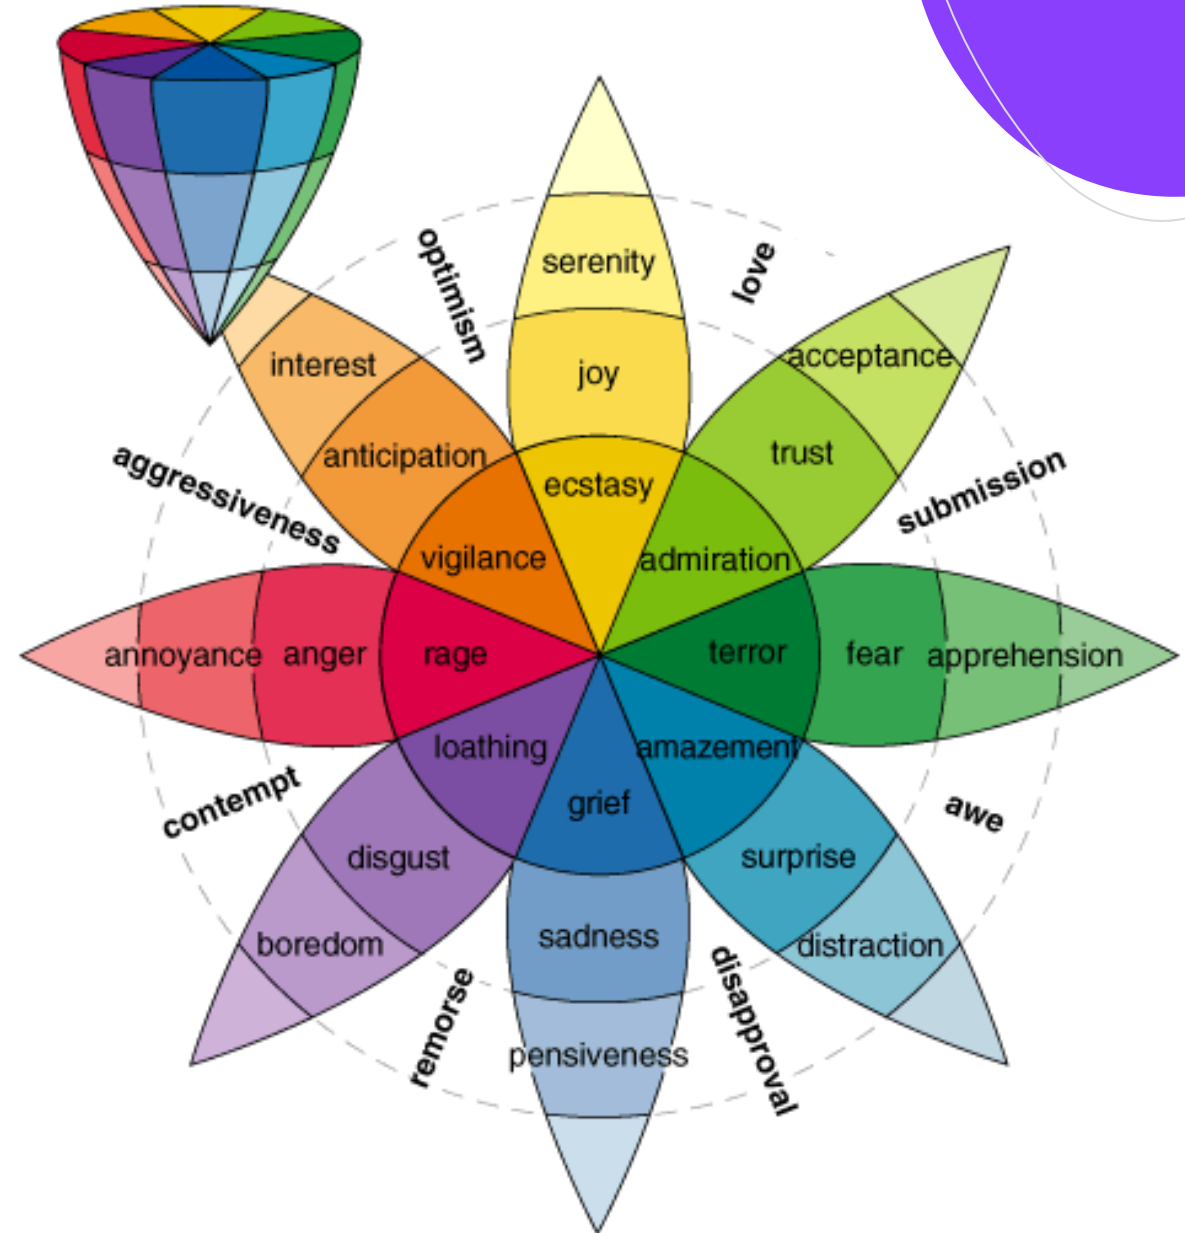 optimism
serenity
love
interest
joy
acceptance
anticipation
trust
aggressiveness
ecstasy
submission
vigilance
admiration
annoyance
anger
rage
terror
fear
apprehension
loathing
amazement
contempt
grief
awe
disgust
surprise
boredom
sadness
distraction
remorse
pensiveness
disapproval